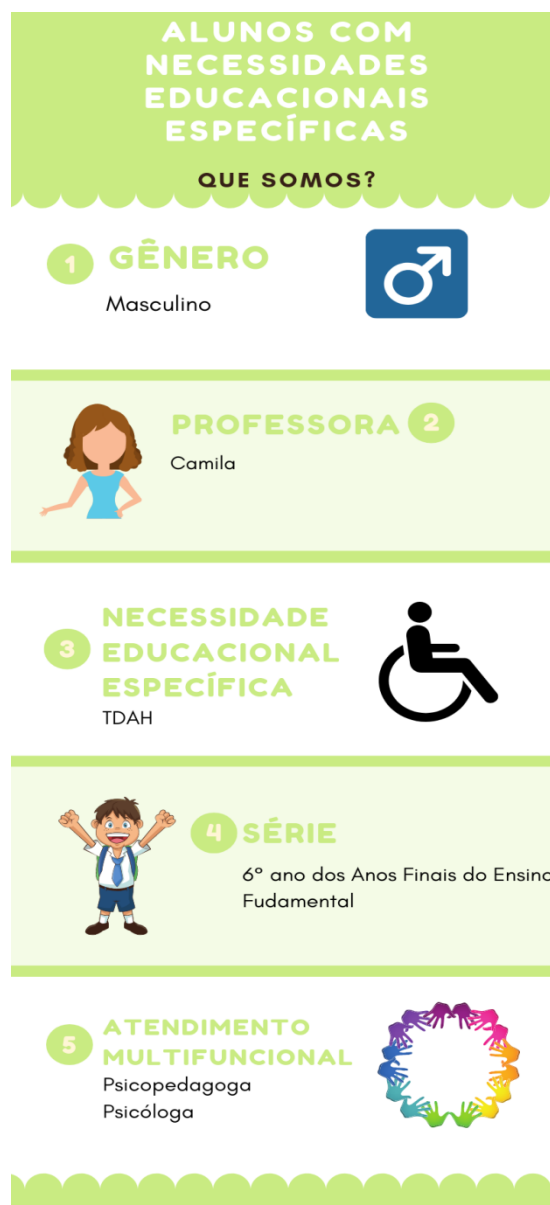 ALUNOS COM
NECESSIDADES
EDUCACIONAIS
ESPECÍFICAS
QUE SOMOS?
1 GÊNERO
Masculino
PROFESSORA 2
Camila
NECESSIDADE
3 EDUCACIONAL
ESPECÍFICA
TDAH
4 SÉRIE
6° ano dos Anos Finais do Ensino
Fudamental
5 ATENDIMENTO
MULTIFUNCIONAL
Psicopedagoga
Psicóloga